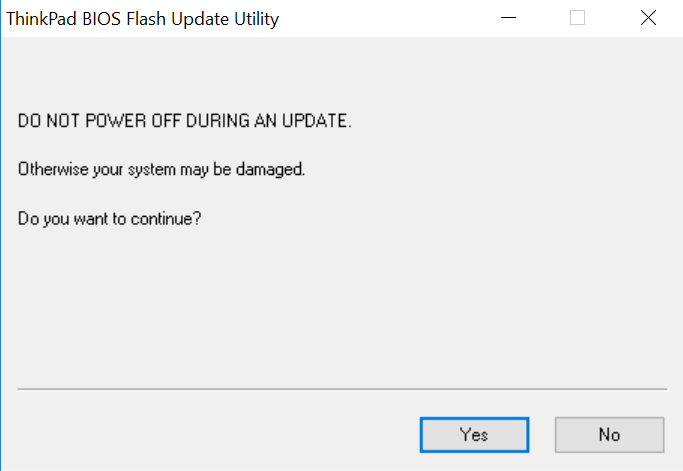 ThinkPad BIOS Flash Update Utility
DO NOT POWER OFF DURING AN UPDATE.
Otherwise your system may be damaged.
Do you want to continue?
Yes No